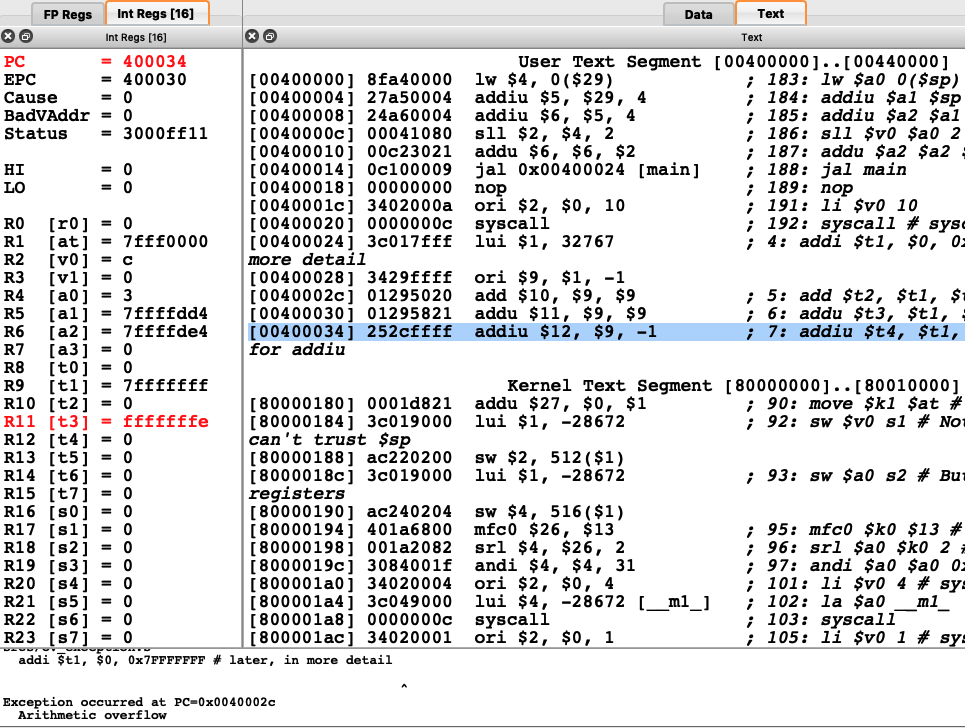 FP Regs
Int Regs [16]
Data
Text
Int Regs [16]
Text
PC = 400034
EPC = 400030
Cause = 0
BadVAddr = 0
Status = 3000ff11
HI = 0
LO = 0
R0 [r0] = 0
R1 [at] = 7fff0000
R2 [v0] = c
R3 [v1] = 0
R4 [a0] = 3
R5 [a1] = 7ffffdd4
R6 [a2] = 7ffffde4
R7 [a3] = 0
R8 [t0] = 0
R9 [t1] = 7fffffff
R10 [t2] = 0
R11 [t3] = fffffffe
R12 [t4] = 0
R13 [t5] = 0
R14 [t6] = 0
R15 [t7] = 0
R16 [s0] = 0
R17 [s1] = 0
R18 [s2] = 0
R19 [s3] = 0
R20 [s4] = 0
R21 [s5] = 0
R22 [s6] = 0
R23 [s7] = 0
User Text Segment [00400000]..[00440000]
[00400000] 8fa40000 lw $4, 0($29) ; 183: lw $a0 0($sp)
[00400004] 27a50004 addiu $5, $29, 4 ; 184: addiu $a1 $sp
[00400008] 24a60004 addiu $6, $5, 4 ; 185: addiu $a2 $a1
[0040000c] 00041080 sll $2, $4, 2 ; 186: sll $v0 $a0 2
[00400010] 00c23021 addu $6, $6, $2 ; 187: addu $a2 $a2 $
[00400014] 0c100009 jal 0x00400024 [main] ; 188: jal main
[00400018] 00000000 nop ; 189: nop
[0040001c] 3402000a ori $2, $0, 10 ; 191: li $v0 10
[00400020] 0000000c syscall ; 192: syscall # sysc
[00400024] 3c017fff lui $1, 32767 ; 4: addi $t1, $0, 0x
more detail
[00400028] 3429ffff ori $9, $1, -1
[0040002c] 01295020 add $10, $9, $9 ; 5: add $t2, $t1, $t
[00400030] 01295821 addu $11, $9, $9 ; 6: addu $t3, $t1, $
[00400034] 252cffff addiu $12, $9, -1 ; 7: addiu $t4, $t1,
for addiu
Kernel Text Segment [80000000]..[80010000]
[80000180] 0001d821 addu $27, $0, $1 ; 90: move $k1 $at #
[80000184] 3c019000 lui $1, -28672 ; 92: sw $v0 s1 # Not
can't trust $sp
[80000188] ac220200 sw $2, 512($1)
[8000018c] 3c019000 lui $1, -28672 ; 93: sw $a0 s2 # But
registers
[80000190] ac240204 sw $4, 516($1)
[80000194] 401a6800 mfc0 $26, $13 ; 95: mfc0 $k0 $13 #
[80000198] 001a2082 srl $4, $26, 2 ; 96: srl $a0 $k0 2 #
[8000019c] 3084001f andi $4, $4, 31 ; 97: andi $a0 $a0 0x
[800001a0] 34020004 ori $2, $0, 4 ; 101: li $v0 4 # sys
[800001a4] 3c049000 lui $4, -28672 [__m1_] ; 102: la $a0 __m1_
[800001a8] 0000000c syscall ; 103: syscall
[800001ac] 34020001 ori $2, $0, 1 ; 105: li $v0 1 # sys
addi $t1, $0, 0x7FFFFFFF # later, in more detail
^
Exception occurred at PC=0x0040002c
Arithmetic overflow